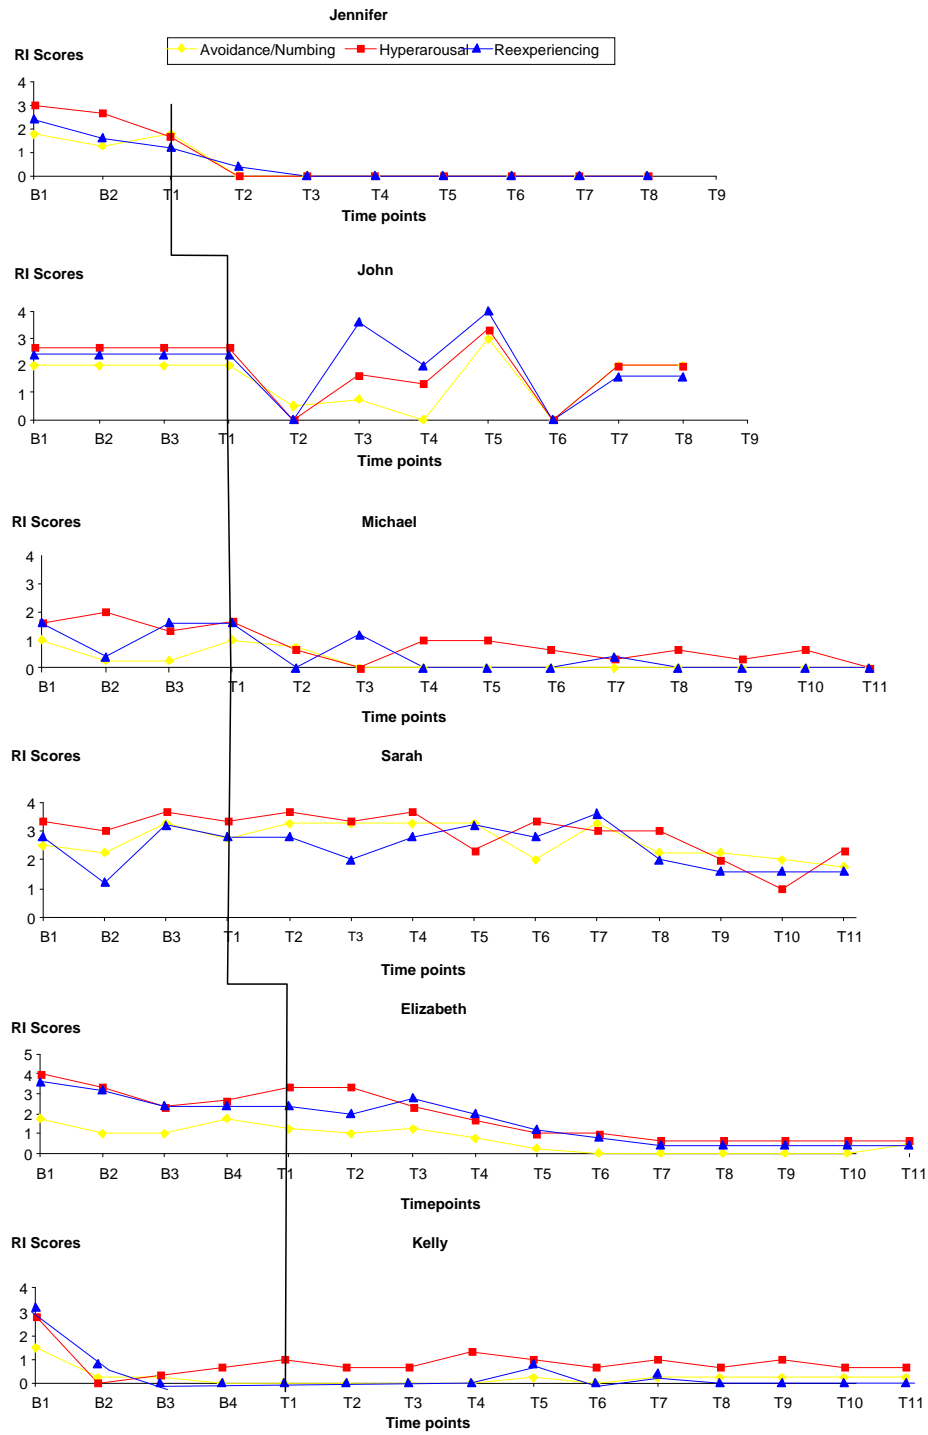 Jennifer
Avoidance/Numbing Hyperarousal Reexperiencing
RI Scores
4
3
2
1
0
B1 B2 T1 T2 T3 T4 T5 T6 T7 T8 T9
Time points
RI Scores John
4
3
2
1
0
B1 B2 B3 T1 T2 T3 T4 T5 T6 T7 T8 T9
Time points
RI Scores Michael
4
3
2
1
0
B1 B2 B3 T1 T2 T3 T4 T5 T6 T7 T8 T9 T10 T11
Time points
RI Scores Sarah
4
3
2
1
0
B1 B2 B3 T1 T2 T3 T4 T5 T6 T7 T8 T9 T10 T11
Time points
Elizabeth
RI Scores
5
4
3
2
1
0
B1 B2 B3 B4 T1 T2 T3 T4 T5 T6 T7 T8 T9 T10 T11
Timepoints
RI Scores Kelly
4
3
2
1
0
B1 B2 B3 B4 T1 T2 T3 T4 T5 T6 T7 T8 T9 T10 T11
Time points